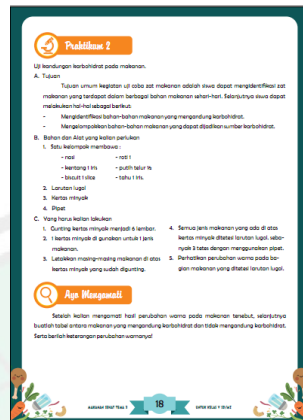 Praktikum 2
Uji kandungan karbohidrat pada makanan.
A. Tujuan
Tujuan umum kegiatan uji coba zat makanan adalah siswa dapat mengidentifikasi zat
makanan yang terdapat dalam berbagai bahan makanan sehari-hari. Selanjutnya siswa dapat
melakukan hal-hal sebagai berikut:
- Mengidentifikasi bahan-bahan makanan yang mengandung karbohidrat.
- Mengelompokkan bahan-bahan makanan yang dapat dijadikan sumber karbohidrat.
B. Bahan dan Alat yang kalian perlukan
1. Satu kelompok membawa :
- nasi - roti 1
- kentang 1 iris - putih telur ½
- biscuit 1 slice - tahu 1 iris.
2. Larutan lugol
3. Kertas minyak
4. Pipet
C. Yang harus kalian lakukan
1. Gunting kertas minyak menjadi 6 lembar.
2. 1 kertas minyak di gunakan untuk 1 jenis
makanan.
3. Letakkan masing-masing makanan di atas
kertas minyak yang sudah digunting.
4. Semua jenis makanan yang ada di atas
kertas minyak ditetesi larutan lugol, seba-
nyak 3 tetes dengan menggunakan pipet.
5. Perhatikan perubahan warna pada ba-
gian makanan yang ditetesi larutan lugol.
Ayo Mengamati
Setelah kalian mengamati hasil perubahan warna pada makanan tersebut, selanjutnya
buatlah tabel antara makanan yang mengandung karbohidrat dan tidak mengandung karbohidrat.
Serta berilah keterangan perubahan warnanya!
MAKANAN SEHAT TEMA 3
18
UNTUK KELAS V SD/MI